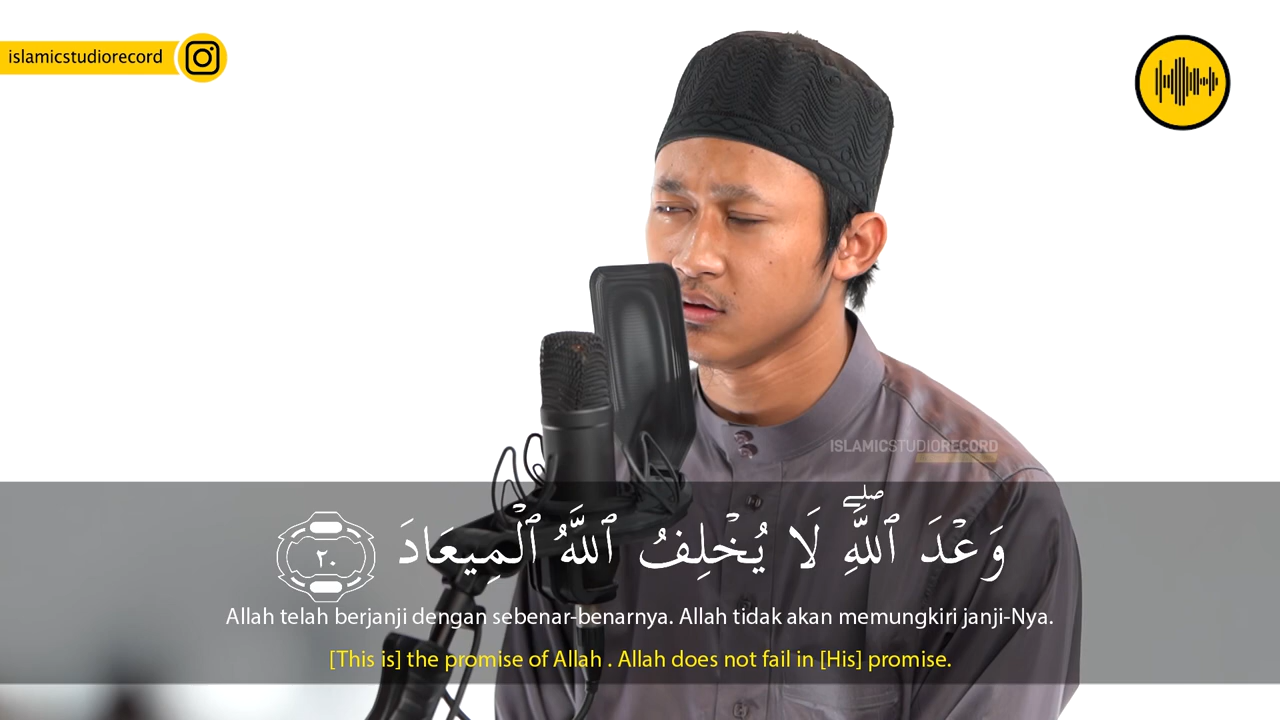 islamicstudiorecord
ISLAMICSTUDIORECORD
وَعْدَ ٱللَّهِ ۖ لَا يُخْلِفُ ٱللَّهُ ٱلْمِيعَادَ ٢٠
Allah telah berjanji dengan sebenar-benarnya. Allah tidak akan memungkiri janji-Nya.
[This is] the promise of Allah . Allah does not fail in [His] promise.